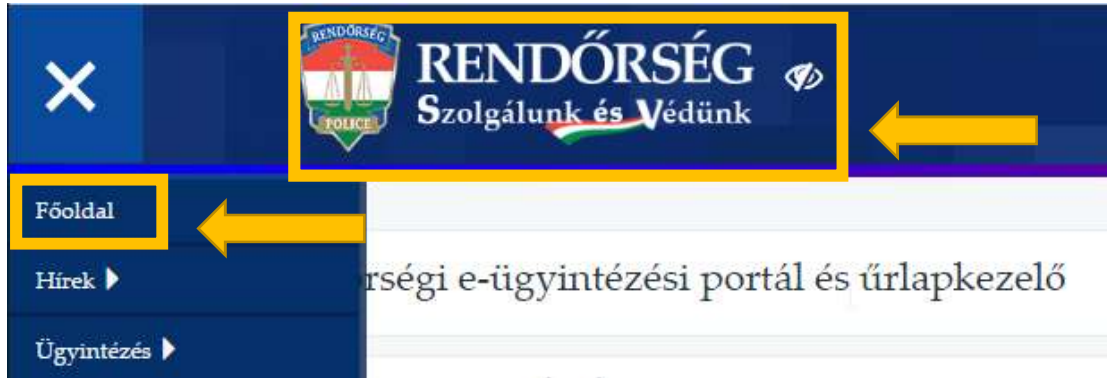 RENDŐRSÉG
POLICE
RENDŐRSÉG
Szolgálunk és Védünk
Főoldal
Hírek
rségi e-ügyintézési portál és űrlapkezelő
Ügyintézés